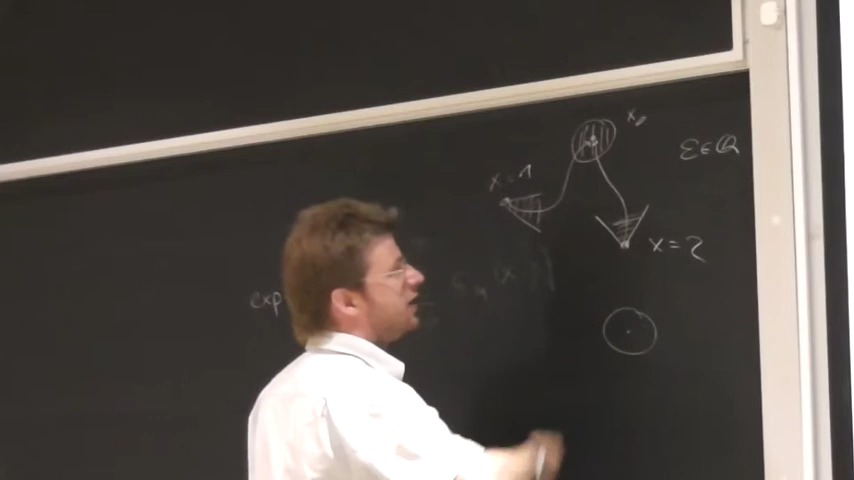 x₀
ε ∈ ℚ
x = 1
x = 2
exp